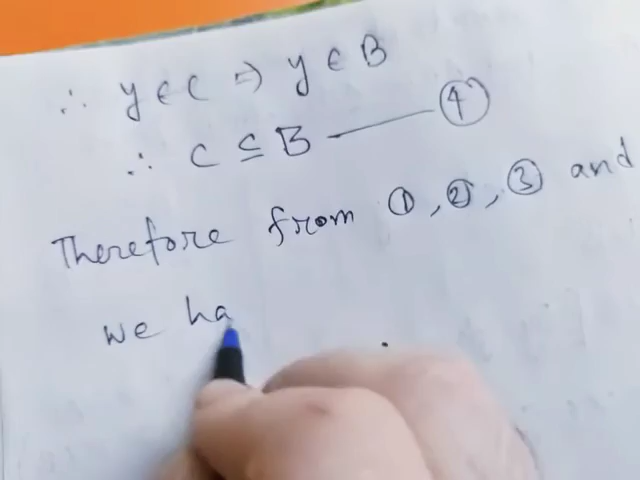 ∴ y ∈ C ⇒ y ∈ B
∴ C ⊆ B — ④
Therefore from ①, ②, ③ and
we ha